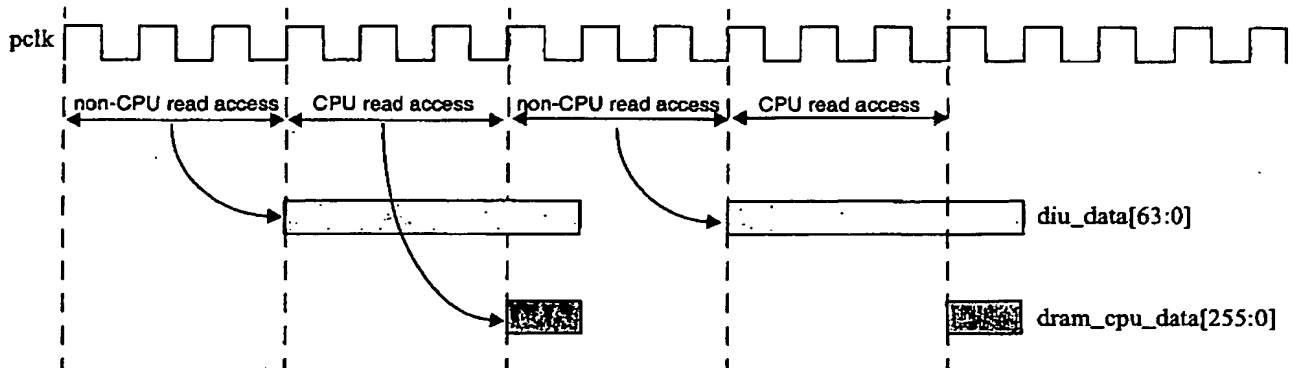 pclk
non-CPU read access CPU read access non-CPU read access CPU read access
diu_data[63:0]
dram_cpu_data[255:0]